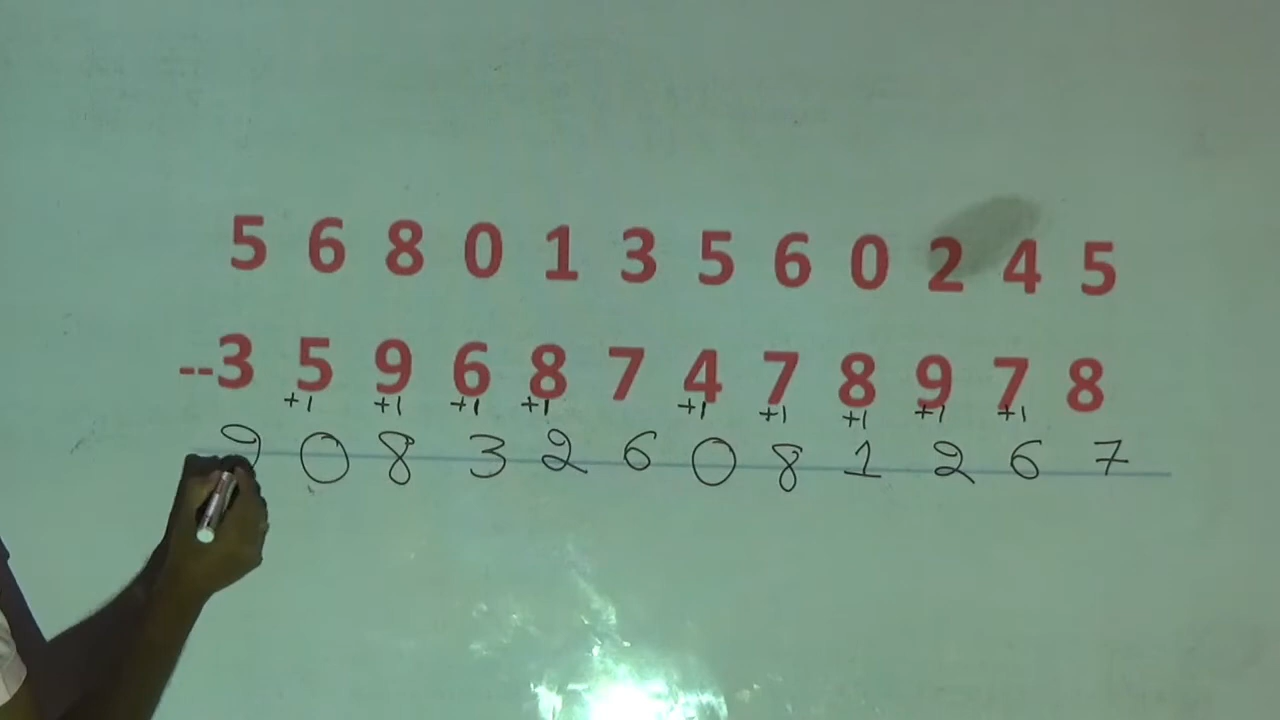 5 6 8 0 1 3 5 6 0 2 4 5
--3 5 9 6 8 7 4 7 8 9 7 8
+1 +1 +1 +1 +1 +1 +1 +1 +1
0 8 3 2 6 0 8 1 2 6 7